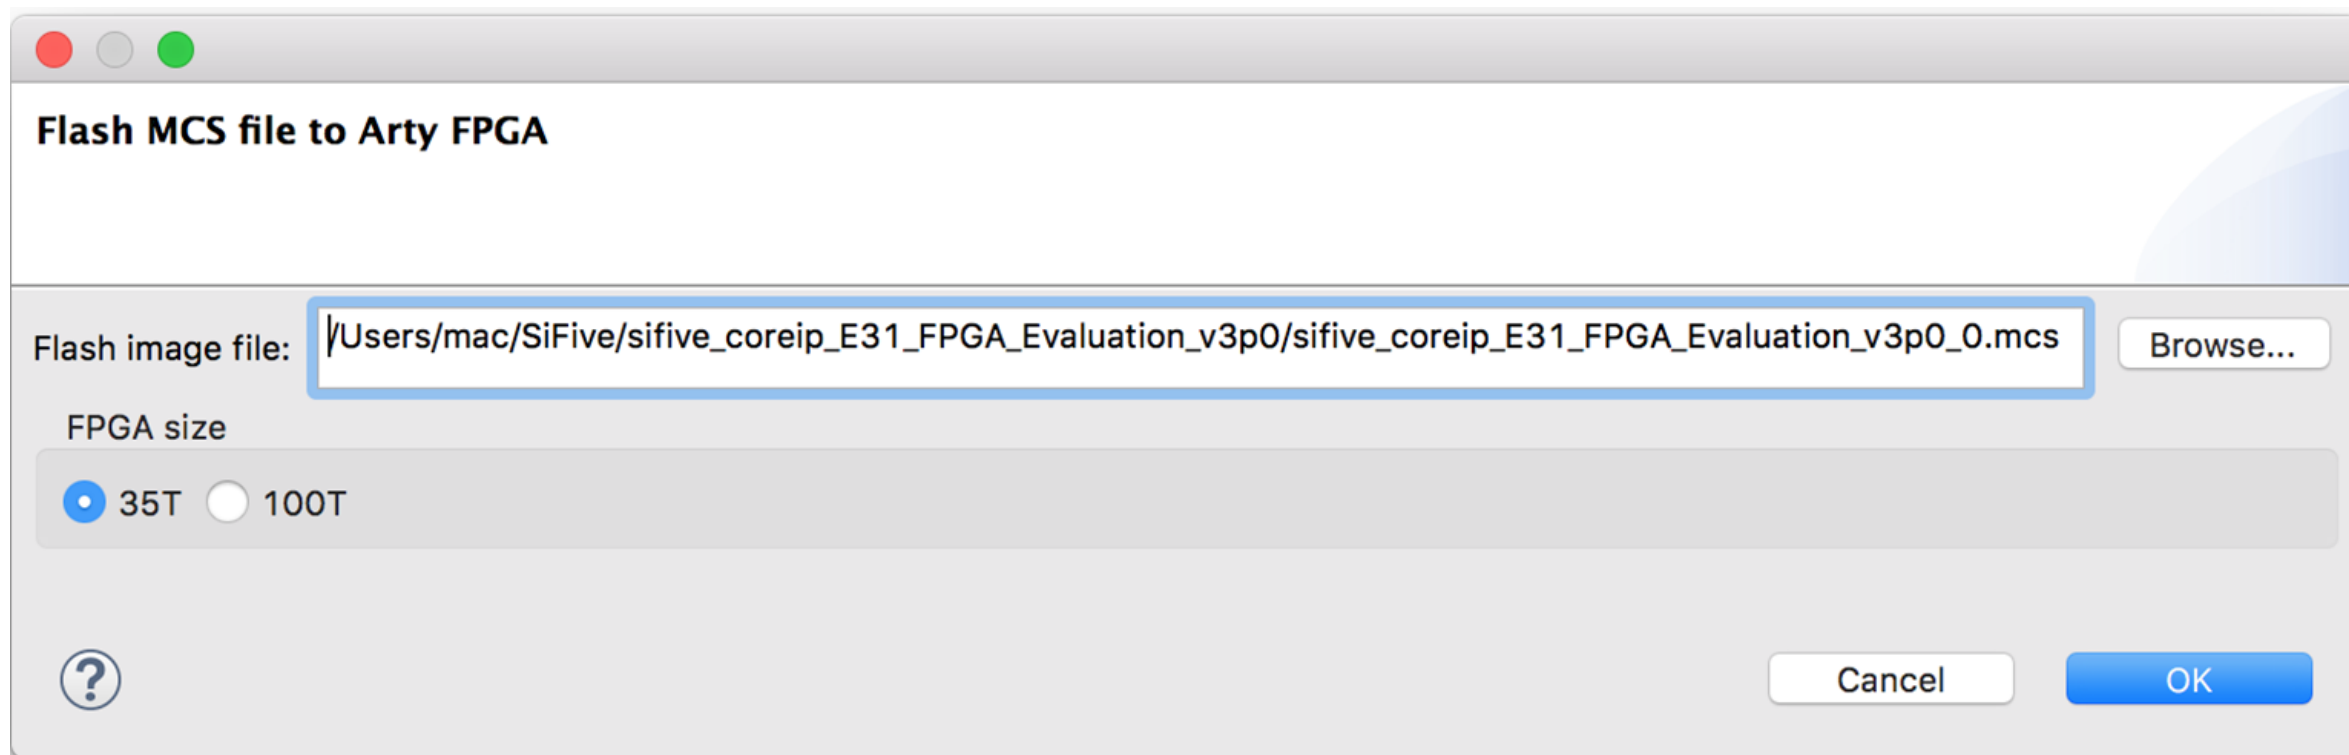 Flash MCS file to Arty FPGA
Flash image file: /Users/mac/SiFive/sifive_coreip_E31_FPGA_Evaluation_v3p0/sifive_coreip_E31_FPGA_Evaluation_v3p0_0.mcs Browse...
FPGA size
35T 100T
? Cancel OK